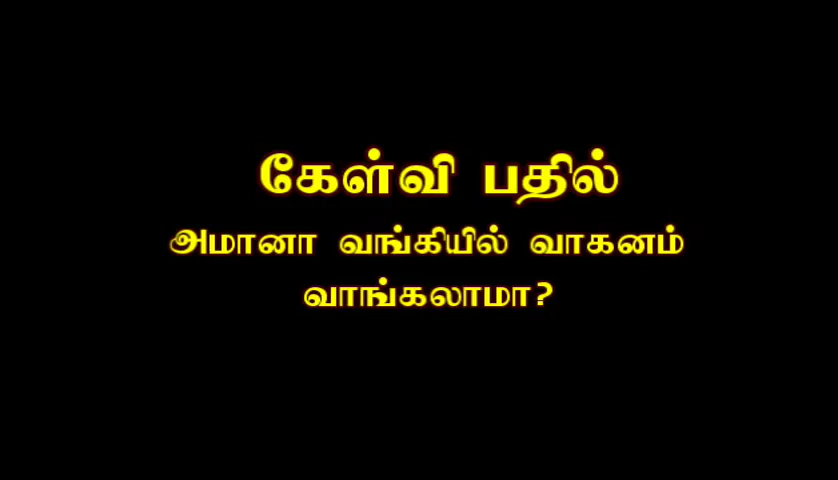 கேள்வி பதில்
அமானா வங்கியில் வாகனம்
வாங்கலாமா?